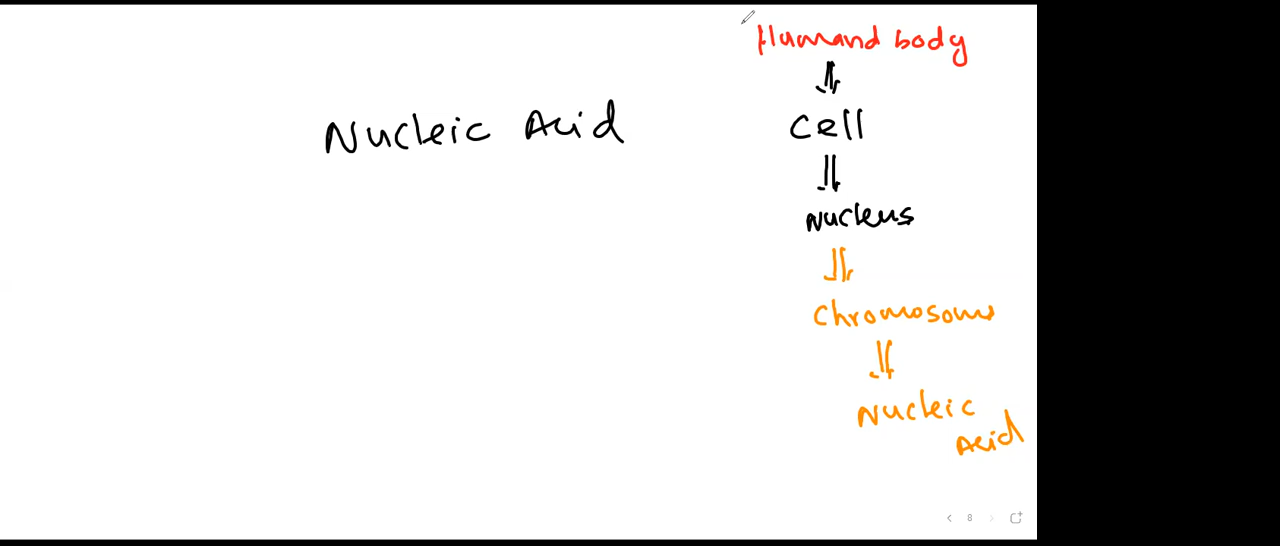 Humand body
Nucleic Acid
Cell
Nucleus
Chromosome
Nucleic
Acid
8